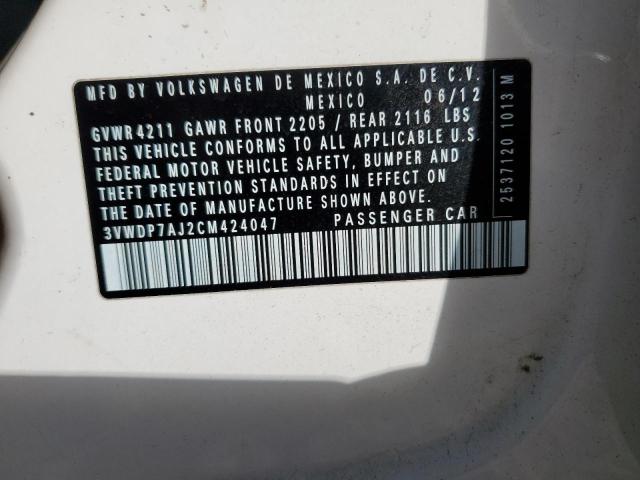 MFD BY VOLKSWAGEN DE MEXICO S.A. DE C.V.
MEXICO 06/12
GVWR 4211 GAWR FRONT 2205 / REAR 2116 LBS
THIS VEHICLE CONFORMS TO ALL APPLICABLE U.S.
FEDERAL MOTOR VEHICLE SAFETY, BUMPER AND
THEFT PREVENTION STANDARDS IN EFFECT ON
THE DATE OF MANUFACTURE SHOWN ABOVE.
3VWDP7AJ2CM424047 PASSENGER CAR
2537120 1013 M